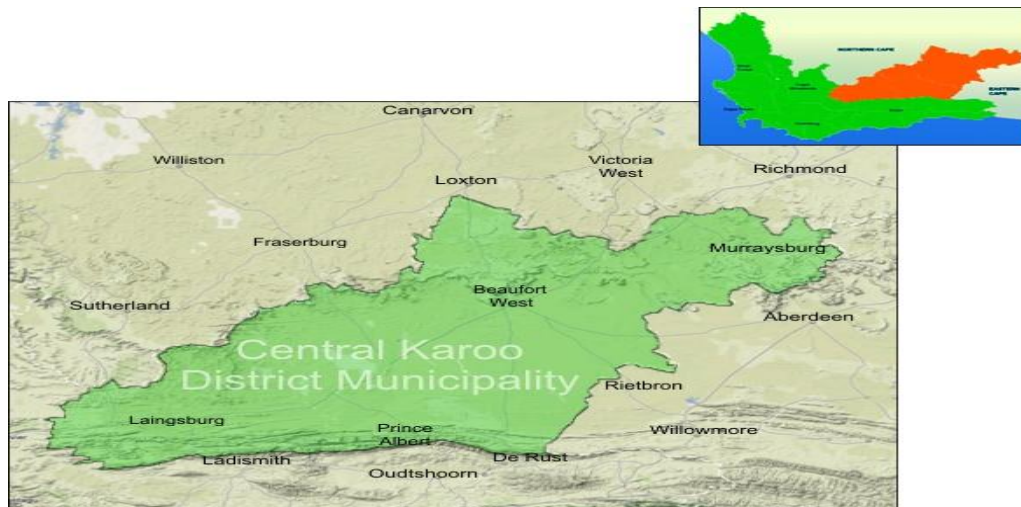 NORTHERN CAPE
EASTERN
CAPE
Canarvon
Williston
Victoria
West
Richmond
Loxton
Fraserburg
Murraysburg
Beaufort
West
Sutherland
Aberdeen
Central Karoo
District Municipality
Rietbron
Laingsburg
Prince
Albert
Willowmore
Ladismith
De Rust
Oudtshoorn